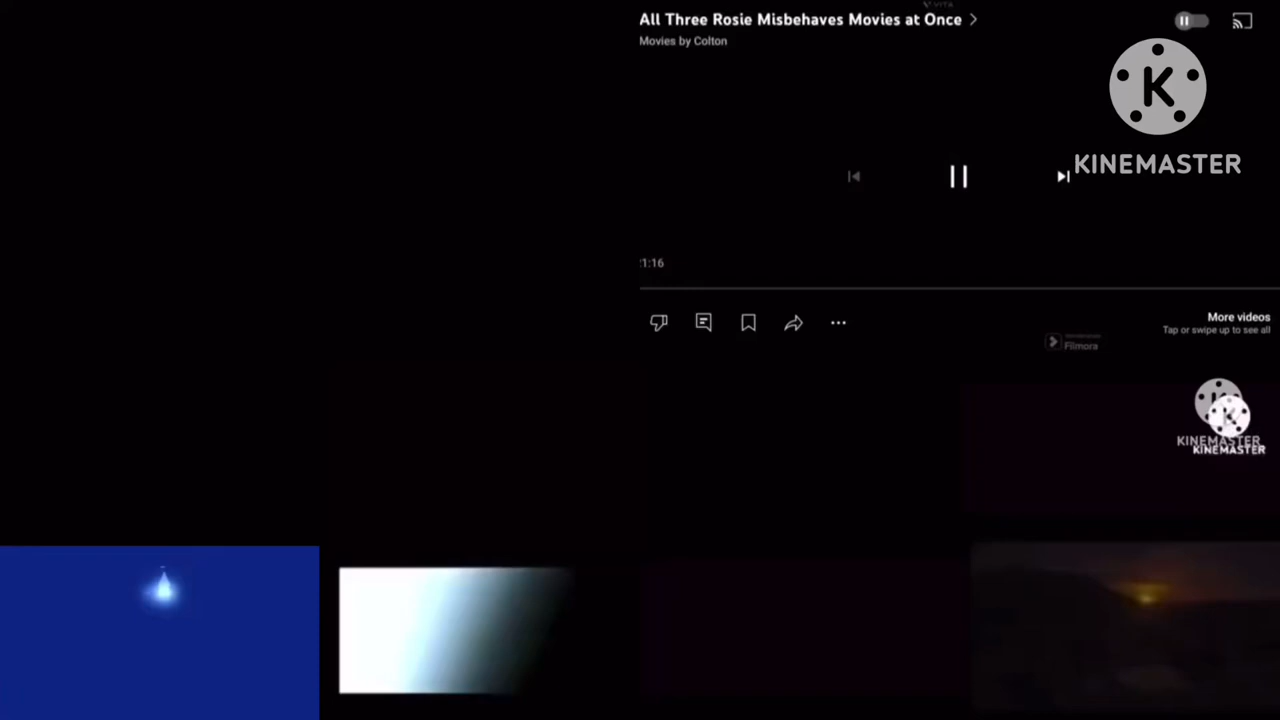 VITA
All Three Rosie Misbehaves Movies at Once
Movies by Colton
K
KINEMASTER
1:16
More videos
Tap or swipe up to see all
Filmora
K
K
KINEMASTER
KINEMASTER